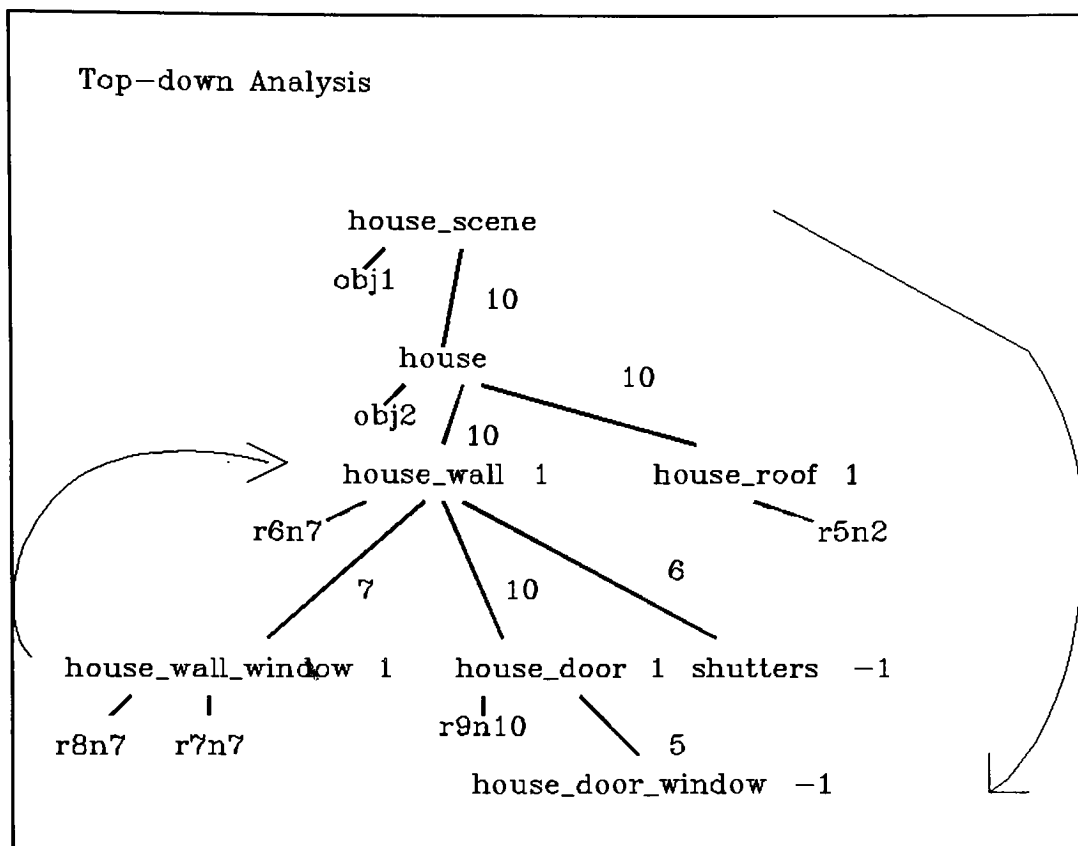 Top-down Analysis
house_scene
obj1
10
house
10
obj2
10
house_wall 1
house_roof 1
r6n7
r5n2
7
10
6
house_wall_window 1
house_door 1
shutters -1
r8n7
r7n7
r9n10
5
house_door_window -1